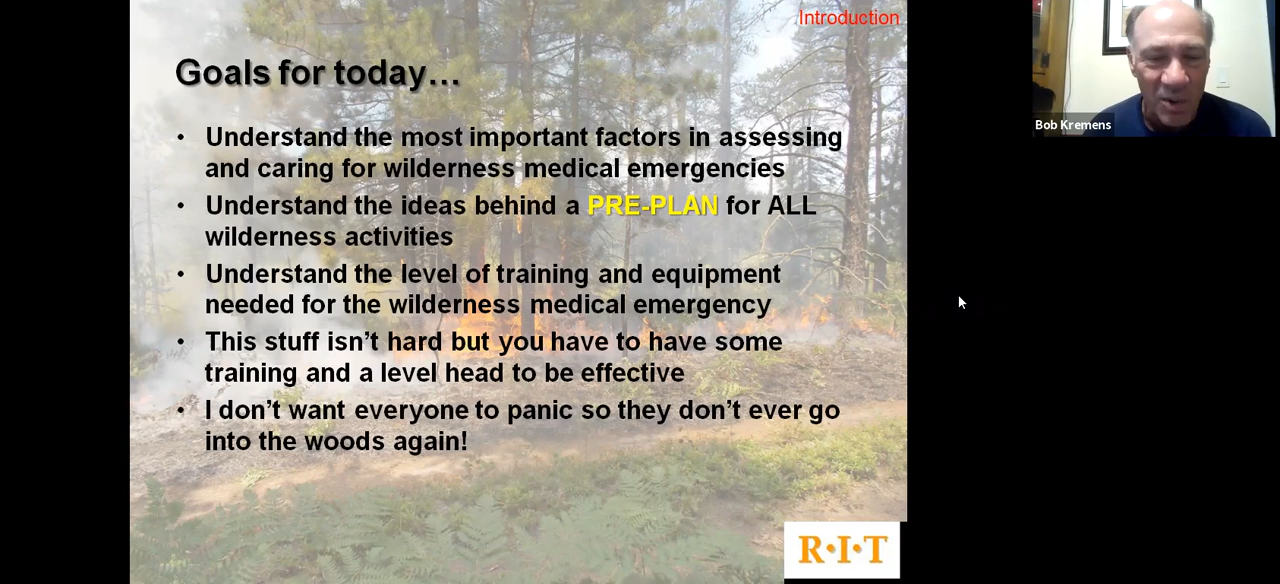 Introduction
Goals for today…
• Understand the most important factors in assessing
and caring for wilderness medical emergencies
• Understand the ideas behind a PRE-PLAN for ALL
wilderness activities
• Understand the level of training and equipment
needed for the wilderness medical emergency
• This stuff isn’t hard but you have to have some
training and a level head to be effective
• I don’t want everyone to panic so they don’t ever go
into the woods again!
R·I·T
Bob Kremens